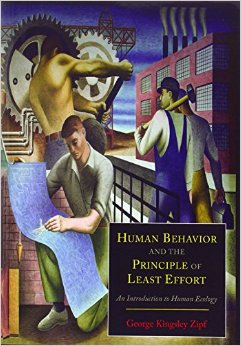 HUMAN BEHAVIOR
AND THE
PRINCIPLE OF
LEAST EFFORT
An Introduction to Human Ecology
George Kingsley Zipf